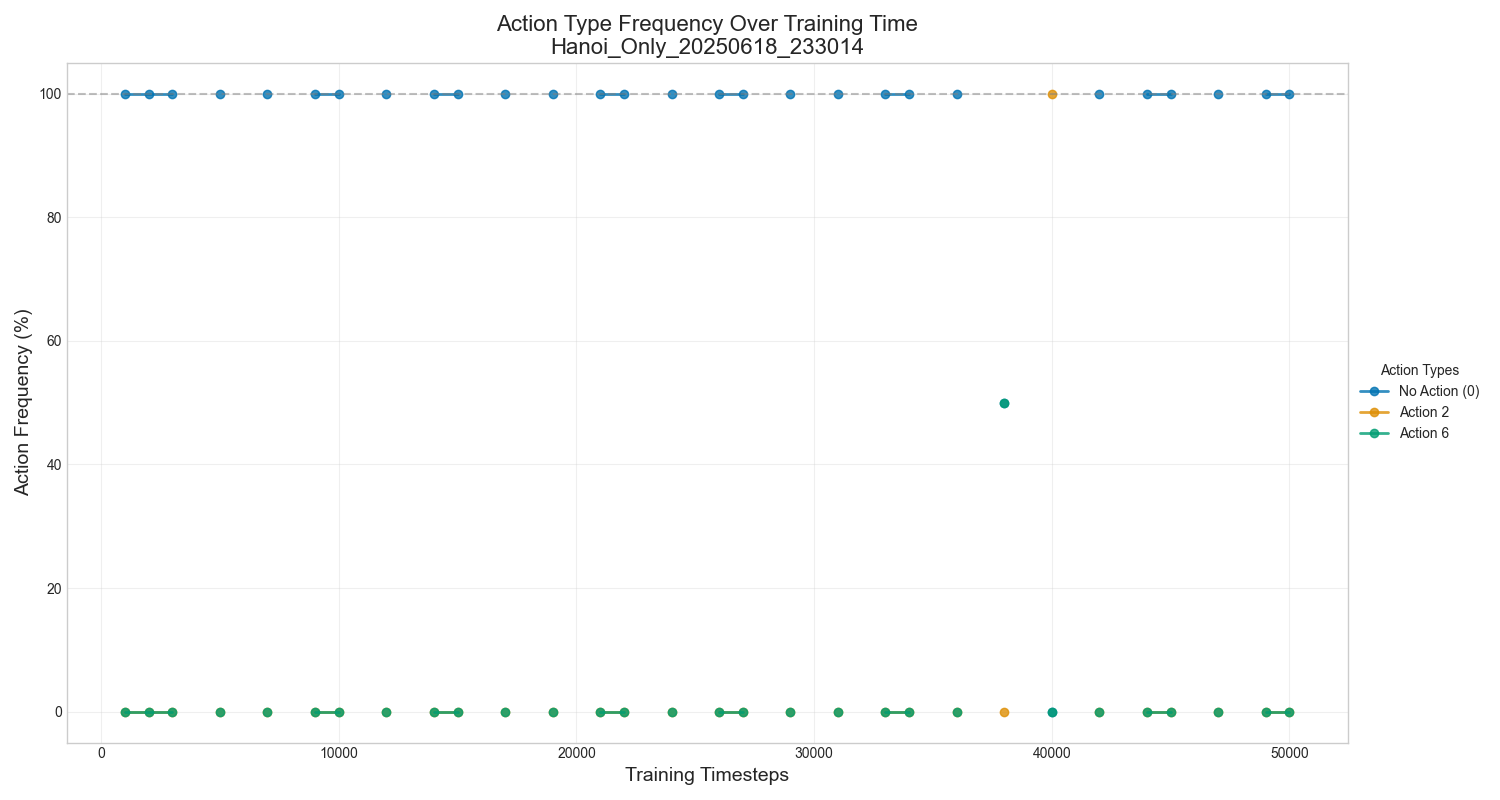 Action Type Frequency Over Training Time
Hanoi_Only_20250618_233014
Action Frequency (%)
100
80
60
40
20
0
0 10000 20000 30000 40000 50000
Training Timesteps
Action Types
No Action (0)
Action 2
Action 6